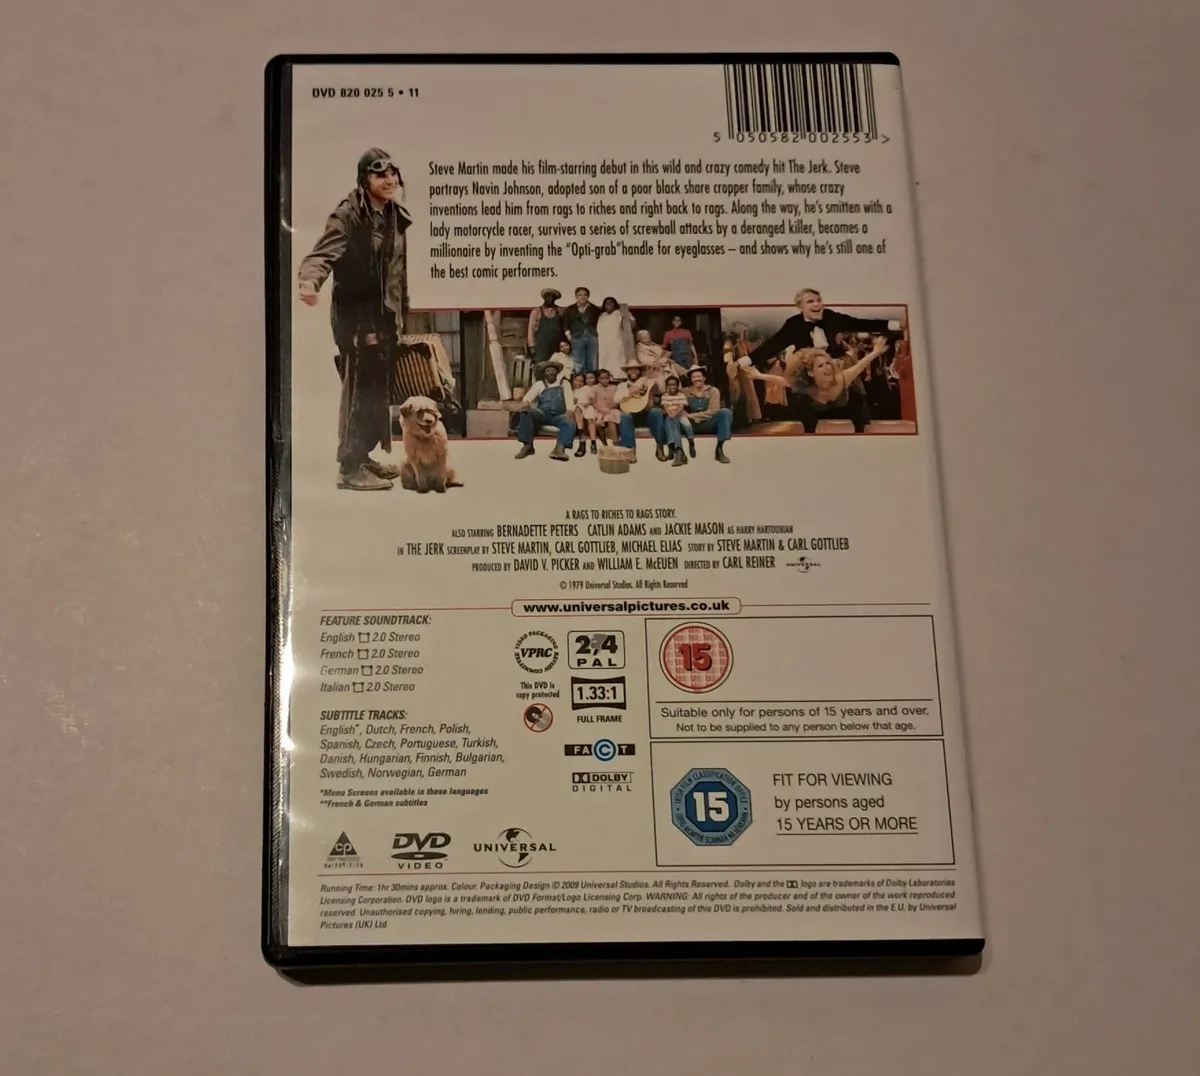 DVD 820 025 5 • 11
5 050582 002553 >
Steve Martin made his film-starring debut in this wild and crazy comedy hit The Jerk. Steve
portrays Navin Johnson, adopted son of a poor black share cropper family, whose crazy
inventions lead him from rags to riches and right back to rags. Along the way, he's smitten with a
lady motorcycle racer, survives a series of screwball attacks by a deranged killer, becomes a
millionaire by inventing the "Opti-grab"handle for eyeglasses – and shows why he's still one of
the best comic performers.
A RAGS TO RICHES TO RAGS STORY.
ALSO STARRING BERNADETTE PETERS CATLIN ADAMS AND JACKIE MASON AS HARRY HARTOUNIAN
IN THE JERK SCREENPLAY BY STEVE MARTIN, CARL GOTTLIEB, MICHAEL ELIAS STORY BY STEVE MARTIN & CARL GOTTLIEB
PRODUCED BY DAVID V. PICKER AND WILLIAM E. McEUEN DIRECTED BY CARL REINER UNIVERSAL
© 1979 Universal Studios. All Rights Reserved
www.universalpictures.co.uk
FEATURE SOUNDTRACK:
English 2.0 Stereo
French 2.0 Stereo
German 2.0 Stereo
Italian 2.0 Stereo
SUBTITLE TRACKS:
English*, Dutch, French, Polish,
Spanish, Czech, Portuguese, Turkish,
Danish, Hungarian, Finnish, Bulgarian,
Swedish, Norwegian, German
*Menu Screens available in these languages
**French & German subtitles
VIDEO PACKAGING REVIEW COMMITTEE
VPRC
This DVD is
copy protected
2,4
PAL
1.33:1
FULL FRAME
FACT
DOLBY
DIGITAL
15
Suitable only for persons of 15 years and over.
Not to be supplied to any person below that age.
IRISH FILM CLASSIFICATION OFFICE
15
FIT FOR VIEWING
by persons aged
15 YEARS OR MORE
cp
DVD
VIDEO
UNIVERSAL
Running Time: 1hr 30mins approx. Colour. Packaging Design © 2009 Universal Studios. All Rights Reserved. Dolby and the logo are trademarks of Dolby Laboratories
Licensing Corporation. DVD logo is a trademark of DVD Format/Logo Licensing Corp. WARNING: All rights of the producer and of the owner of the work reproduced
reserved. Unauthorised copying, hiring, lending, public performance, radio or TV broadcasting of this DVD is prohibited. Sold and distributed in the E.U. by Universal
Pictures (UK) Ltd.